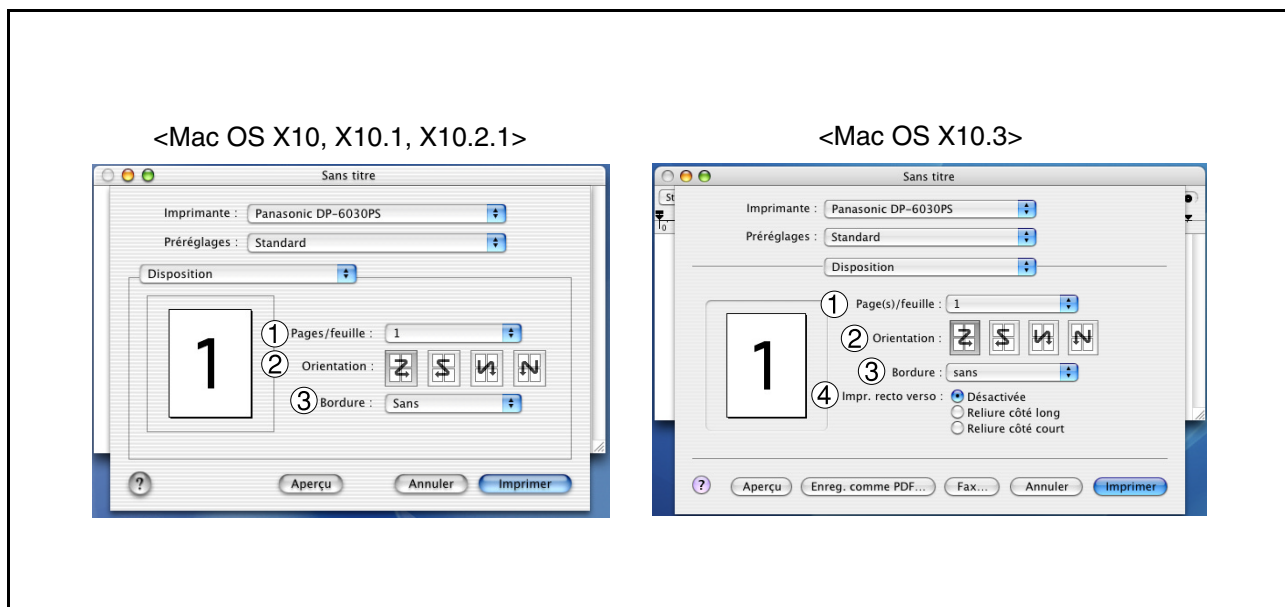 <Mac OS X10, X10.1, X10.2.1>
Sans titre
Imprimante : Panasonic DP-6030PS
Préréglages : Standard
Disposition
1
① Pages/feuille : 1
② Orientation :
③ Bordure : Sans
? Aperçu Annuler Imprimer
<Mac OS X10.3>
Sans titre
St
0
Imprimante : Panasonic DP-6030PS
Préréglages : Standard
Disposition
1
① Page(s)/feuille : 1
② Orientation :
③ Bordure : sans
④ Impr. recto verso : Désactivée
Reliure côté long
Reliure côté court
? Aperçu Enreg. comme PDF... Fax... Annuler Imprimer